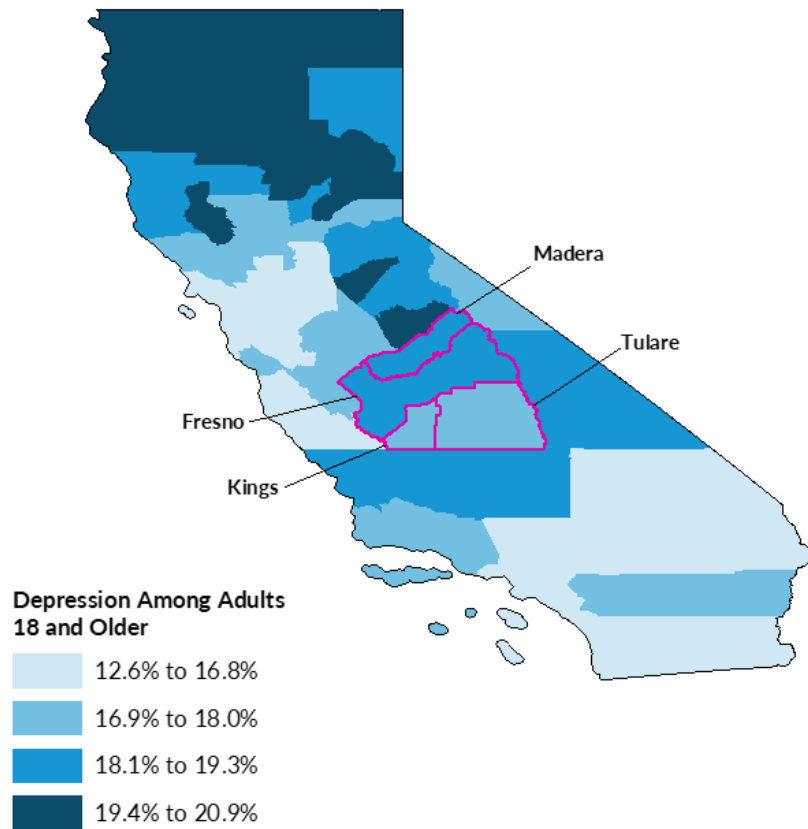 Madera
Tulare
Fresno
Kings
Depression Among Adults
18 and Older
12.6% to 16.8%
16.9% to 18.0%
18.1% to 19.3%
19.4% to 20.9%